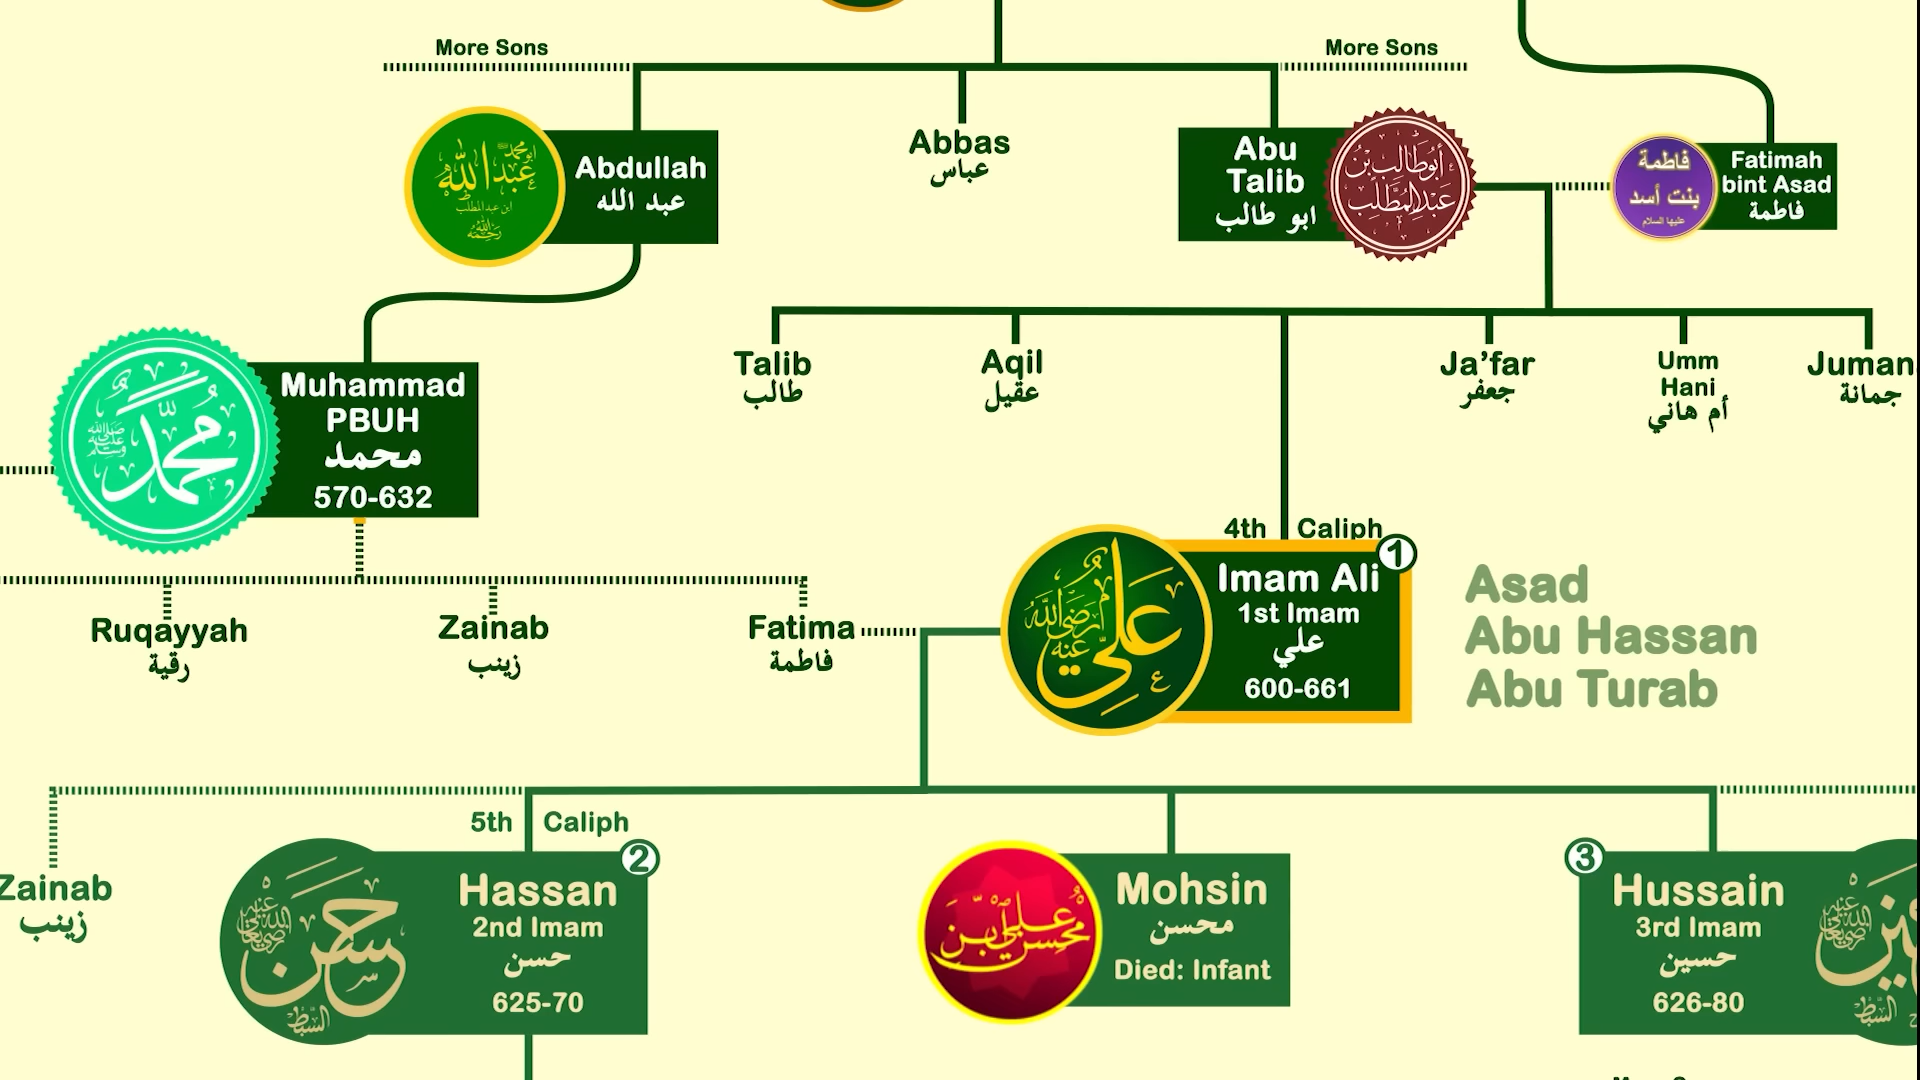 More Sons
More Sons
Abdullah
عبد الله
Abbas
عباس
Abu
Talib
ابو طالب
Fatimah
bint Asad
فاطمة
فاطمة
بنت أسد
عليها السلام
Muhammad
PBUH
محمد
570-632
محمد
Talib
طالب
Aqil
عقيل
Ja’far
جعفر
Umm
Hani
أم هاني
Juman
جمانة
4th Caliph
1
Imam Ali
1st Imam
علي
600-661
Asad
Abu Hassan
Abu Turab
Ruqayyah
رقية
Zainab
زينب
Fatima
فاطمة
Zainab
زينب
5th Caliph
2
Hassan
2nd Imam
حسن
625-70
Mohsin
محسن
Died: Infant
3
Hussain
3rd Imam
حسين
626-80